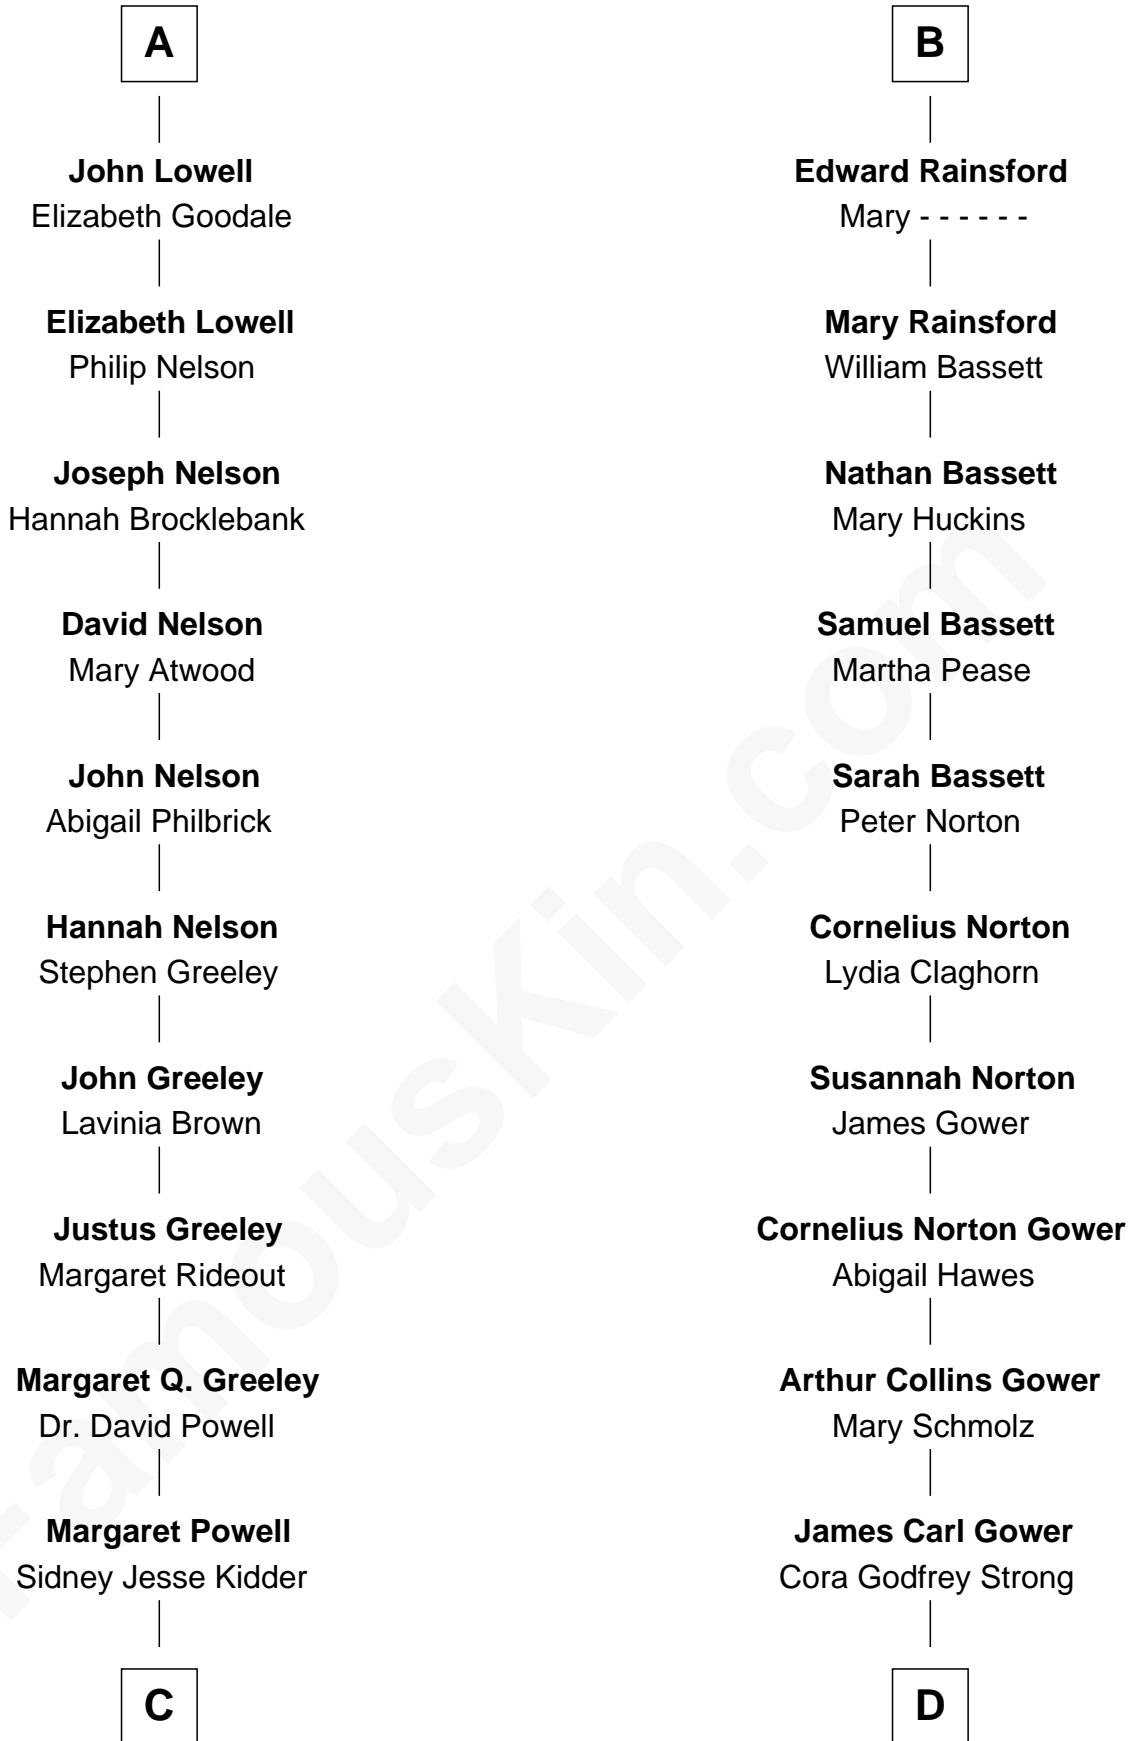 A
John Lowell
Elizabeth Goodale
Elizabeth Lowell
Philip Nelson
Joseph Nelson
Hannah Brocklebank
David Nelson
Mary Atwood
John Nelson
Abigail Philbrick
Hannah Nelson
Stephen Greeley
John Greeley
Lavinia Brown
Justus Greeley
Margaret Rideout
Margaret Q. Greeley
Dr. David Powell
Margaret Powell
Sidney Jesse Kidder
C
B
Edward Rainsford
Mary - - - - - -
Mary Rainsford
William Bassett
Nathan Bassett
Mary Huckins
Samuel Bassett
Martha Pease
Sarah Bassett
Peter Norton
Cornelius Norton
Lydia Claghorn
Susannah Norton
James Gower
Cornelius Norton Gower
Abigail Hawes
Arthur Collins Gower
Mary Schmolz
James Carl Gower
Cora Godfrey Strong
D
FamousKin.com